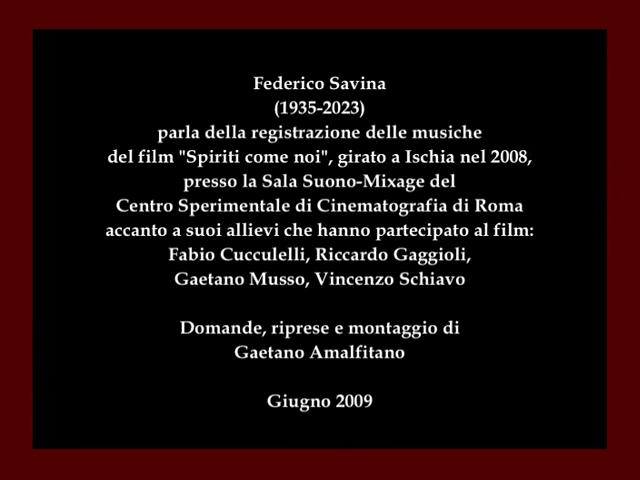 Federico Savina
(1935-2023)
parla della registrazione delle musiche
del film "Spiriti come noi", girato a Ischia nel 2008,
presso la Sala Suono-Mixage del
Centro Sperimentale di Cinematografia di Roma
accanto a suoi allievi che hanno partecipato al film:
Fabio Cucculelli, Riccardo Gaggioli,
Gaetano Musso, Vincenzo Schiavo
Domande, riprese e montaggio di
Gaetano Amalfitano
Giugno 2009